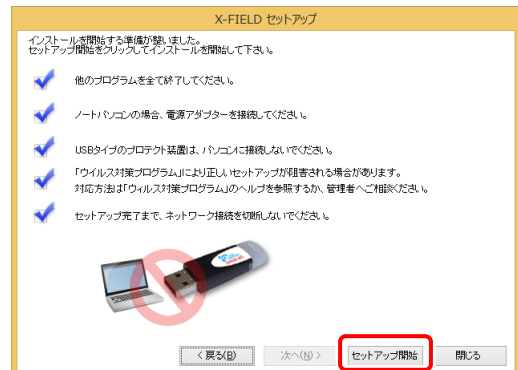 X-FIELD セットアップ
インストールを開始する準備が整いました。
セットアップ開始をクリックしてインストールを開始して下さい。
他のプログラムを全て終了してください。
ノートパソコンの場合、電源アダプターを接続してください。
USBタイプのプロテクト装置は、パソコンに接続しないでください。
「ウイルス対策プログラム」により正しいセットアップが阻害される場合があります。
対応方法は「ウィルス対策プログラム」のヘルプを参照するか、管理者へご相談ください。
セットアップ完了まで、ネットワーク接続を切断しないでください。
< 戻る(B) 次へ(N) > セットアップ開始 閉じる